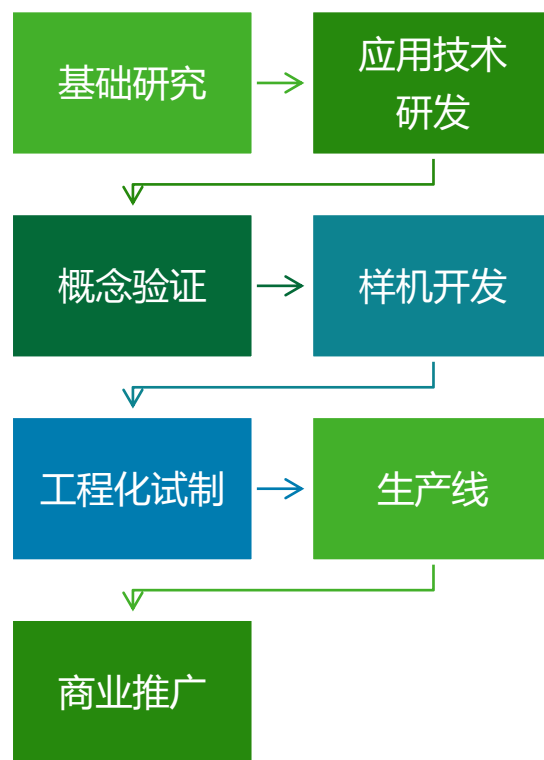 基础研究
应用技术
研发
概念验证
样机开发
工程化试制
生产线
商业推广